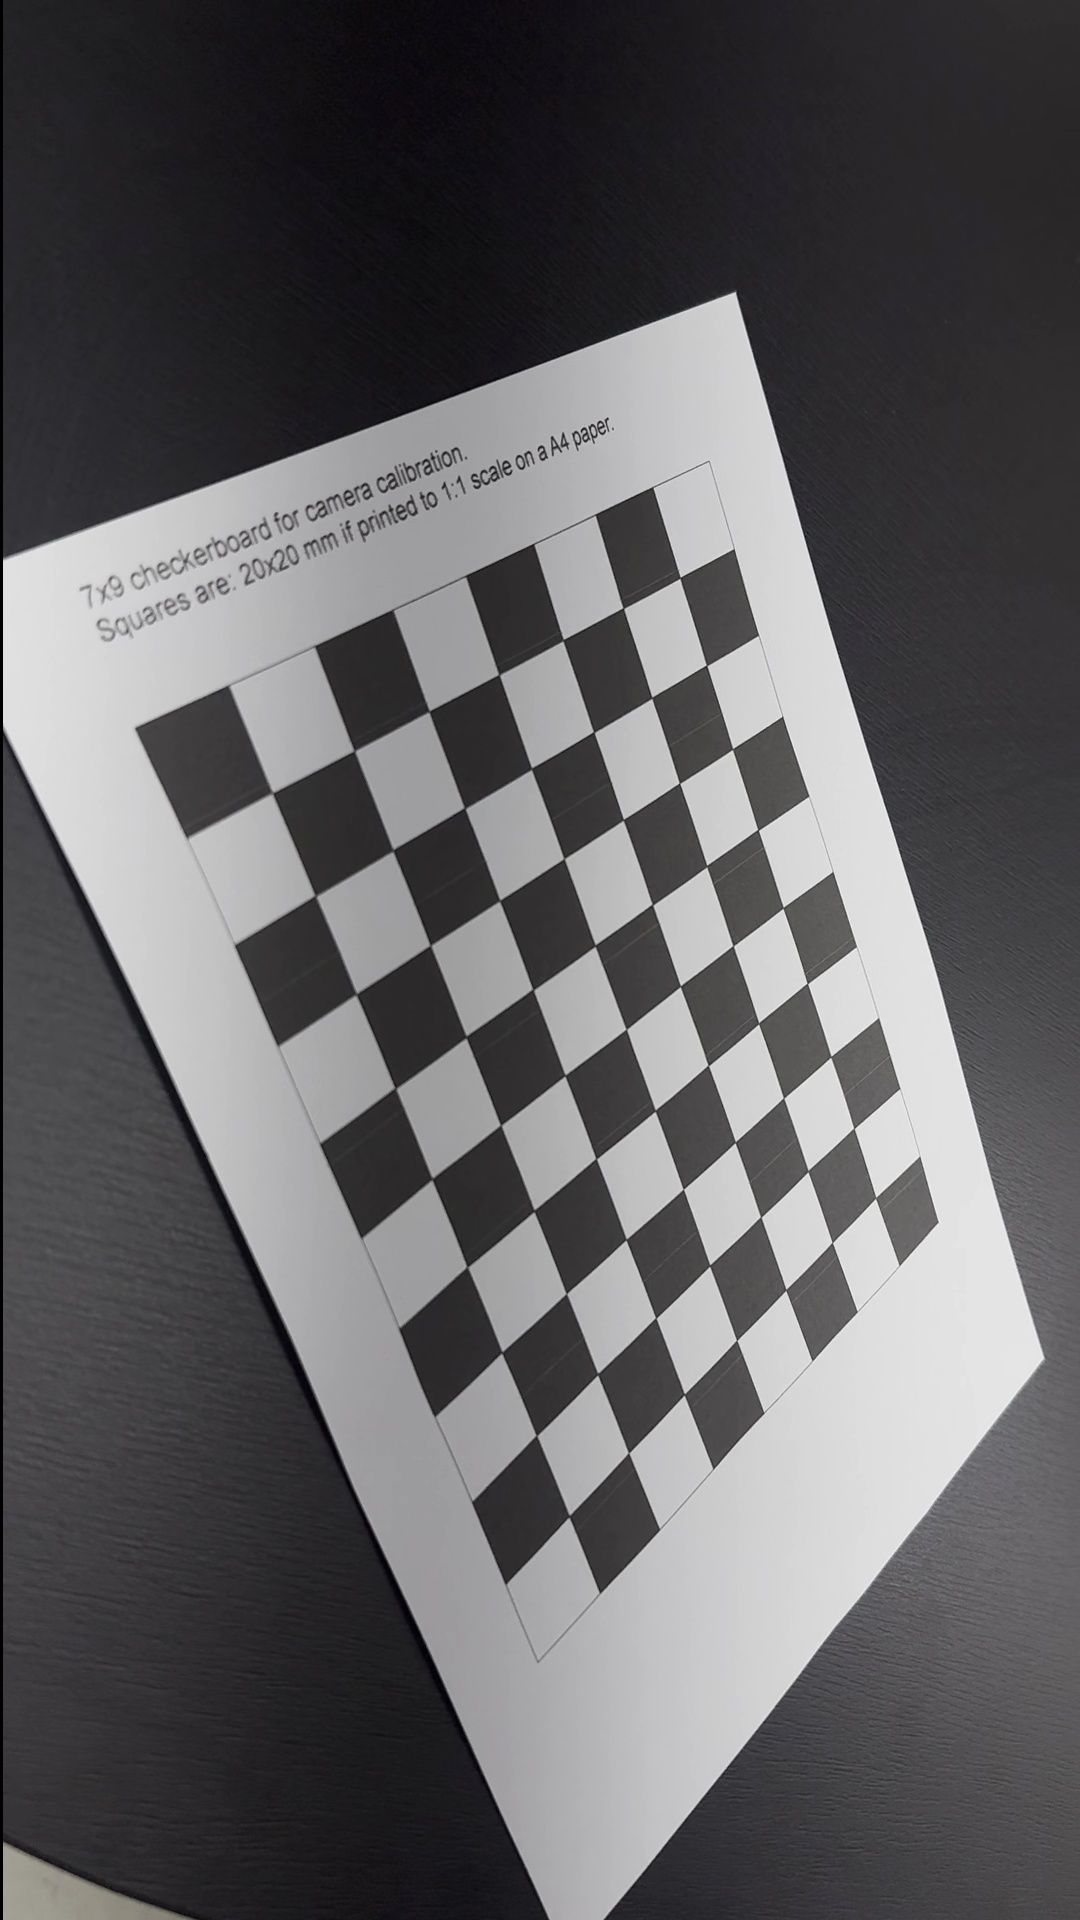 7x9 checkerboard for camera calibration.
Squares are: 20x20 mm if printed to 1:1 scale on a A4 paper.